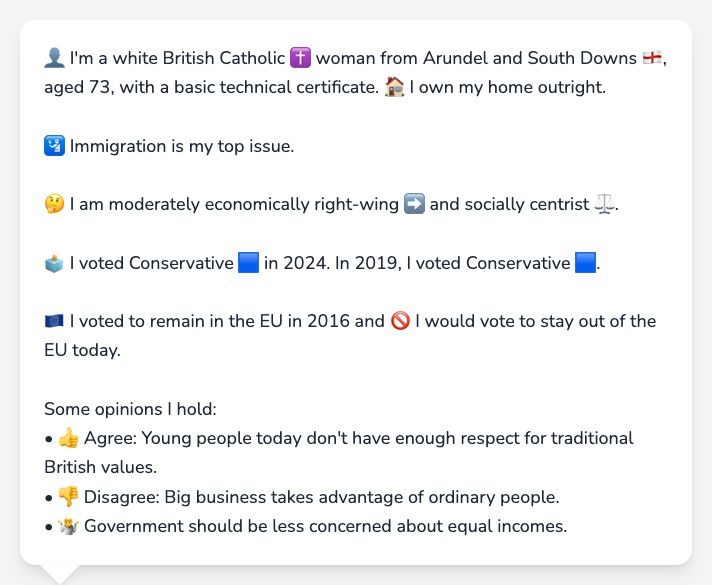 👤 I'm a white British Catholic ✝️ woman from Arundel and South Downs 🏴󠁧󠁢󠁥󠁮󠁧󠁿,
aged 73, with a basic technical certificate. 🏠 I own my home outright.
🛂 Immigration is my top issue.
🤔 I am moderately economically right-wing ➡️ and socially centrist ⚖️.
🗳️ I voted Conservative 🟦 in 2024. In 2019, I voted Conservative 🟦.
🇪🇺 I voted to remain in the EU in 2016 and 🚫 I would vote to stay out of the
EU today.
Some opinions I hold:
• 👍 Agree: Young people today don't have enough respect for traditional
British values.
• 👎 Disagree: Big business takes advantage of ordinary people.
• 🤷 Government should be less concerned about equal incomes.